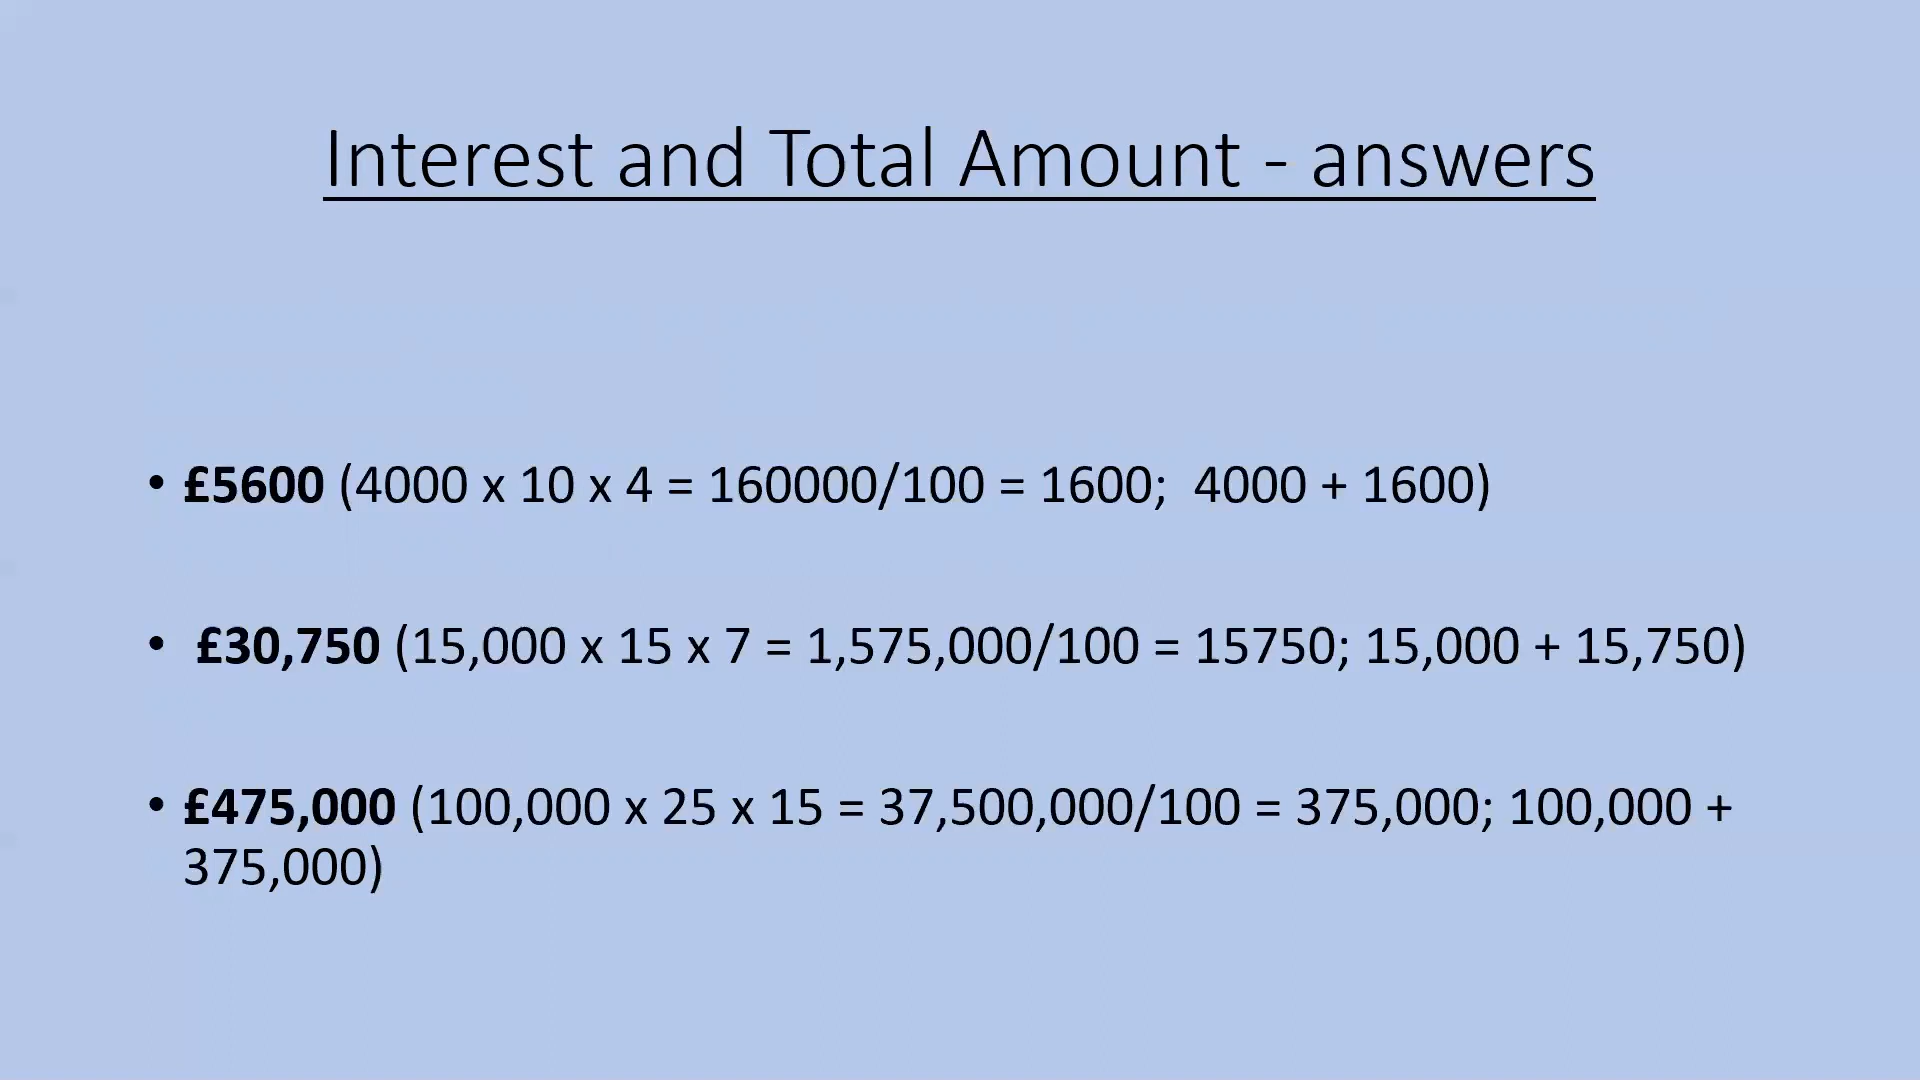 Interest and Total Amount - answers
• £5600 (4000 x 10 x 4 = 160000/100 = 1600;  4000 + 1600)
• £30,750 (15,000 x 15 x 7 = 1,575,000/100 = 15750; 15,000 + 15,750)
• £475,000 (100,000 x 25 x 15 = 37,500,000/100 = 375,000; 100,000 +
375,000)